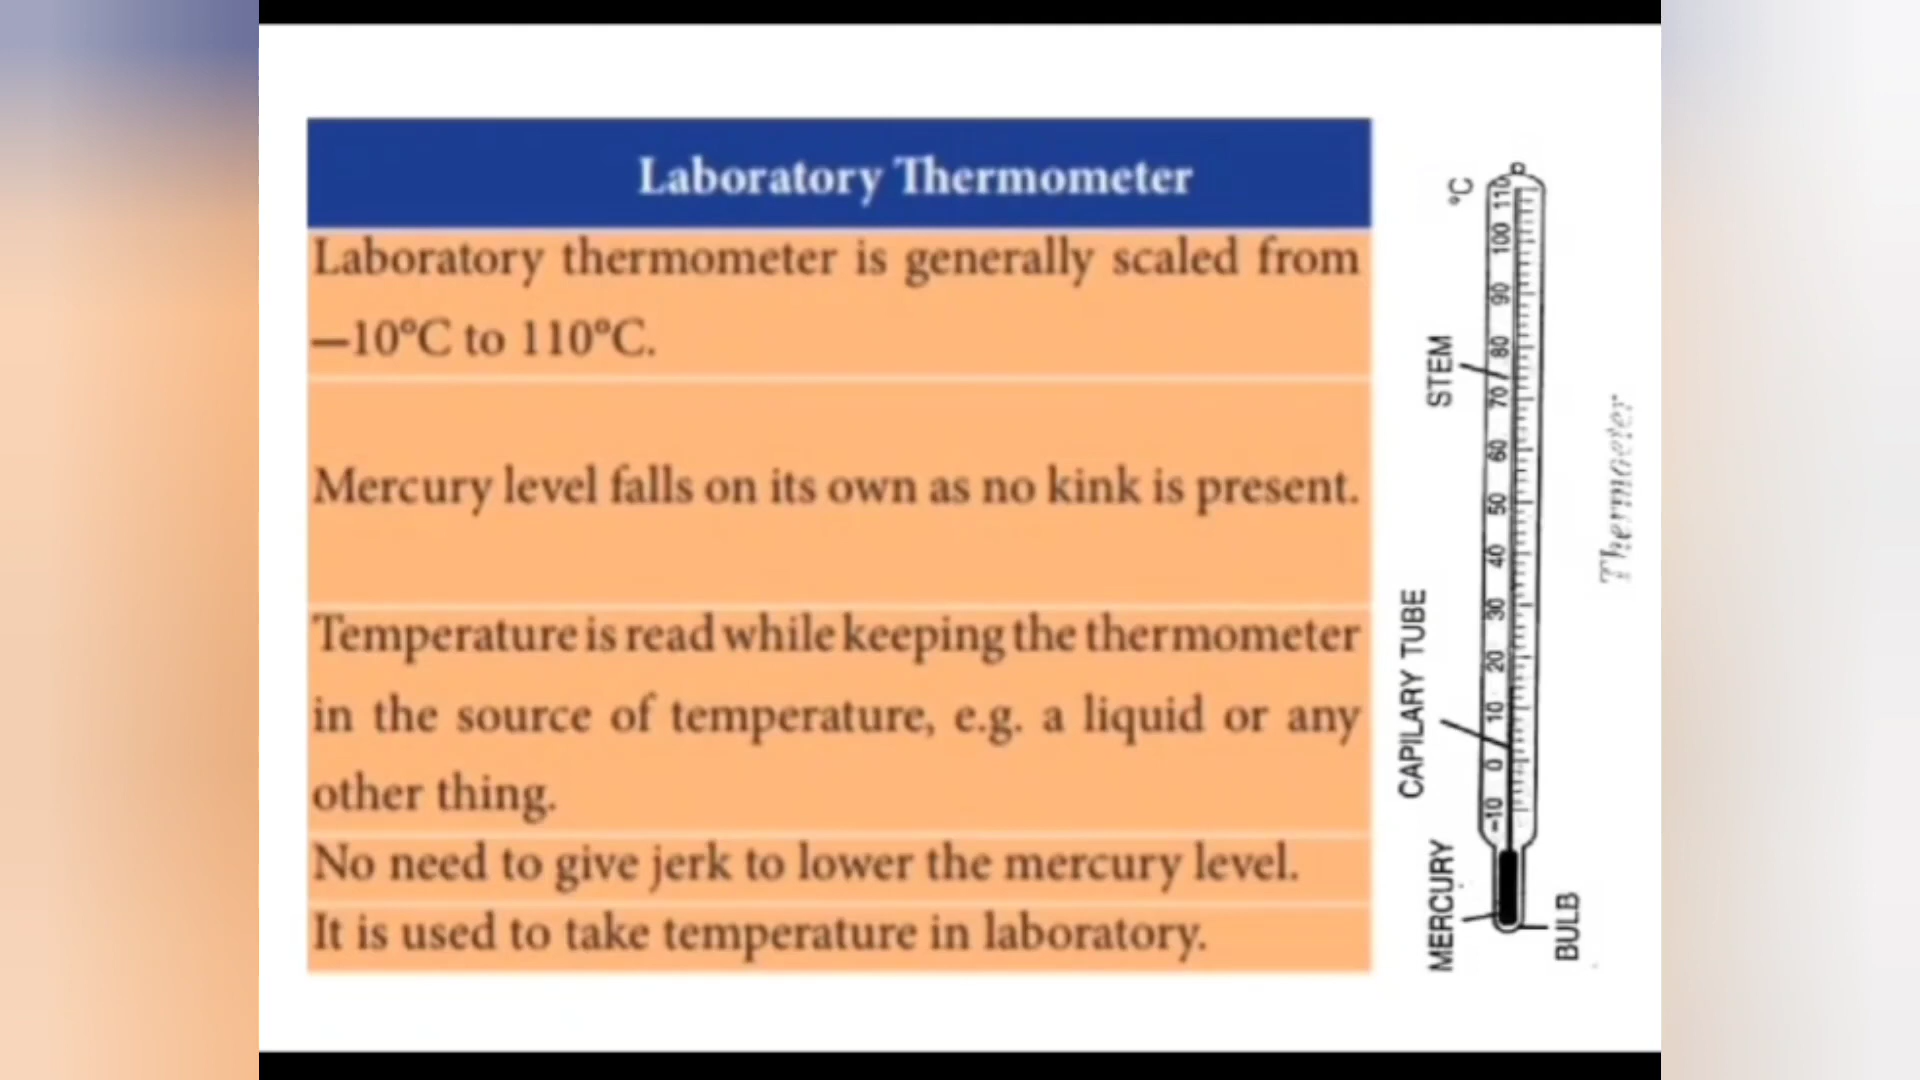 Laboratory Thermometer
Laboratory thermometer is generally scaled from
—10°C to 110°C.
Mercury level falls on its own as no kink is present.
Temperature is read while keeping the thermometer
in the source of temperature, e.g. a liquid or any
other thing.
No need to give jerk to lower the mercury level.
It is used to take temperature in laboratory.
°C
110
100
90
80
70
60
50
40
30
20
10
0
-10
STEM
CAPILARY TUBE
MERCURY
BULB